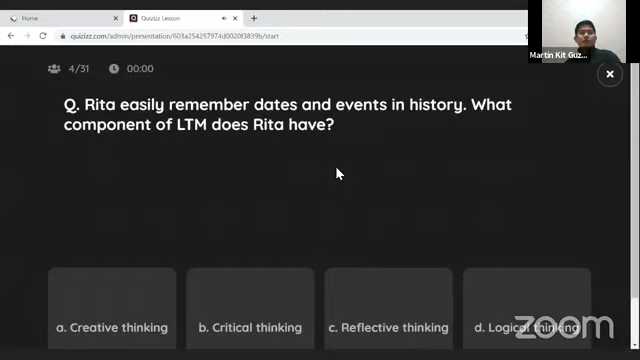 Home
Quizizz Lesson
quizizz.com/admin/presentation/603a254257974d0020f3839b/start
Martin Kit Guz...
4/31
00:00
Q. Rita easily remember dates and events in history. What
component of LTM does Rita have?
a. Creative thinking
b. Critical thinking
c. Reflective thinking
d. Logical thinking
zoom